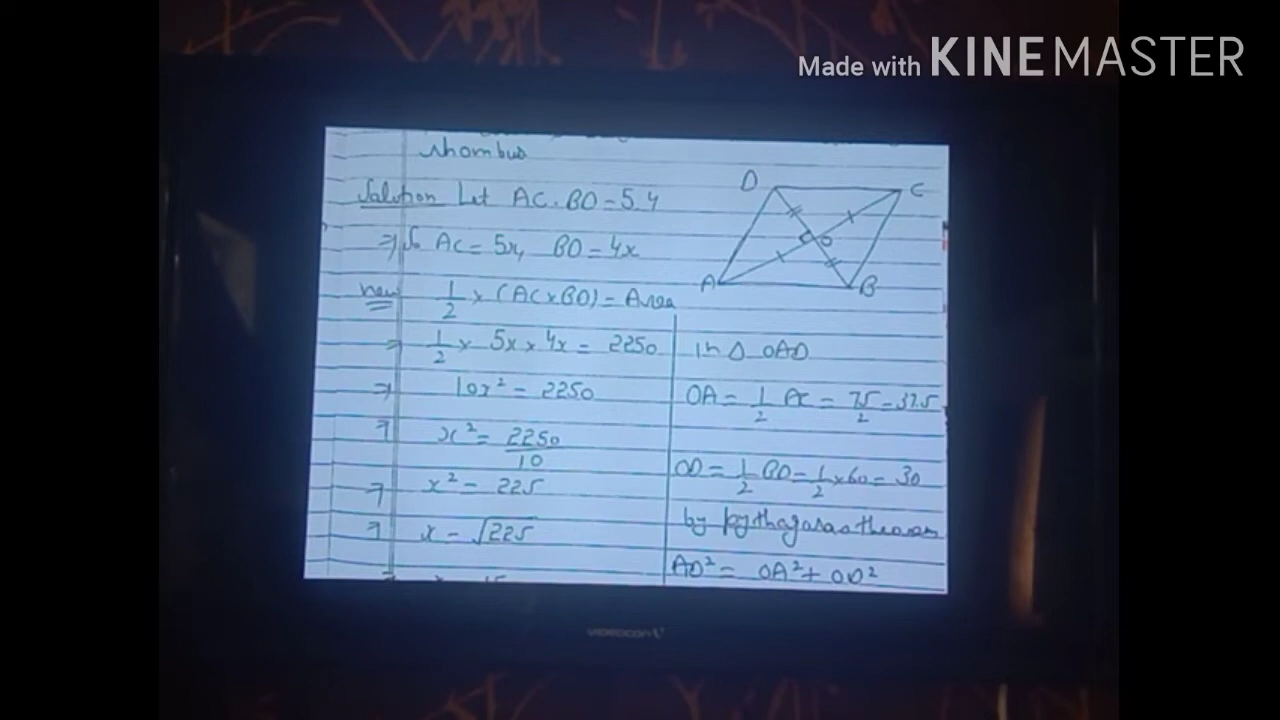 Made with KINEMASTER
rhombus
Solution Let AC:BD = 5:4
⇒ So AC = 5x, BD = 4x
now 1/2 × (AC × BD) = Area
⇒ 1/2 × 5x × 4x = 2250
⇒ 10x² = 2250
⇒ x² = 2250/10
⇒ x² = 225
⇒ x = √225
D C
O
A B
In Δ OAD
OA = 1/2 AC = 75/2 = 37.5
OD = 1/2 BD = 1/2 × 60 = 30
by pythagoras theorem
AD² = OA² + OD²
VIDEOCON